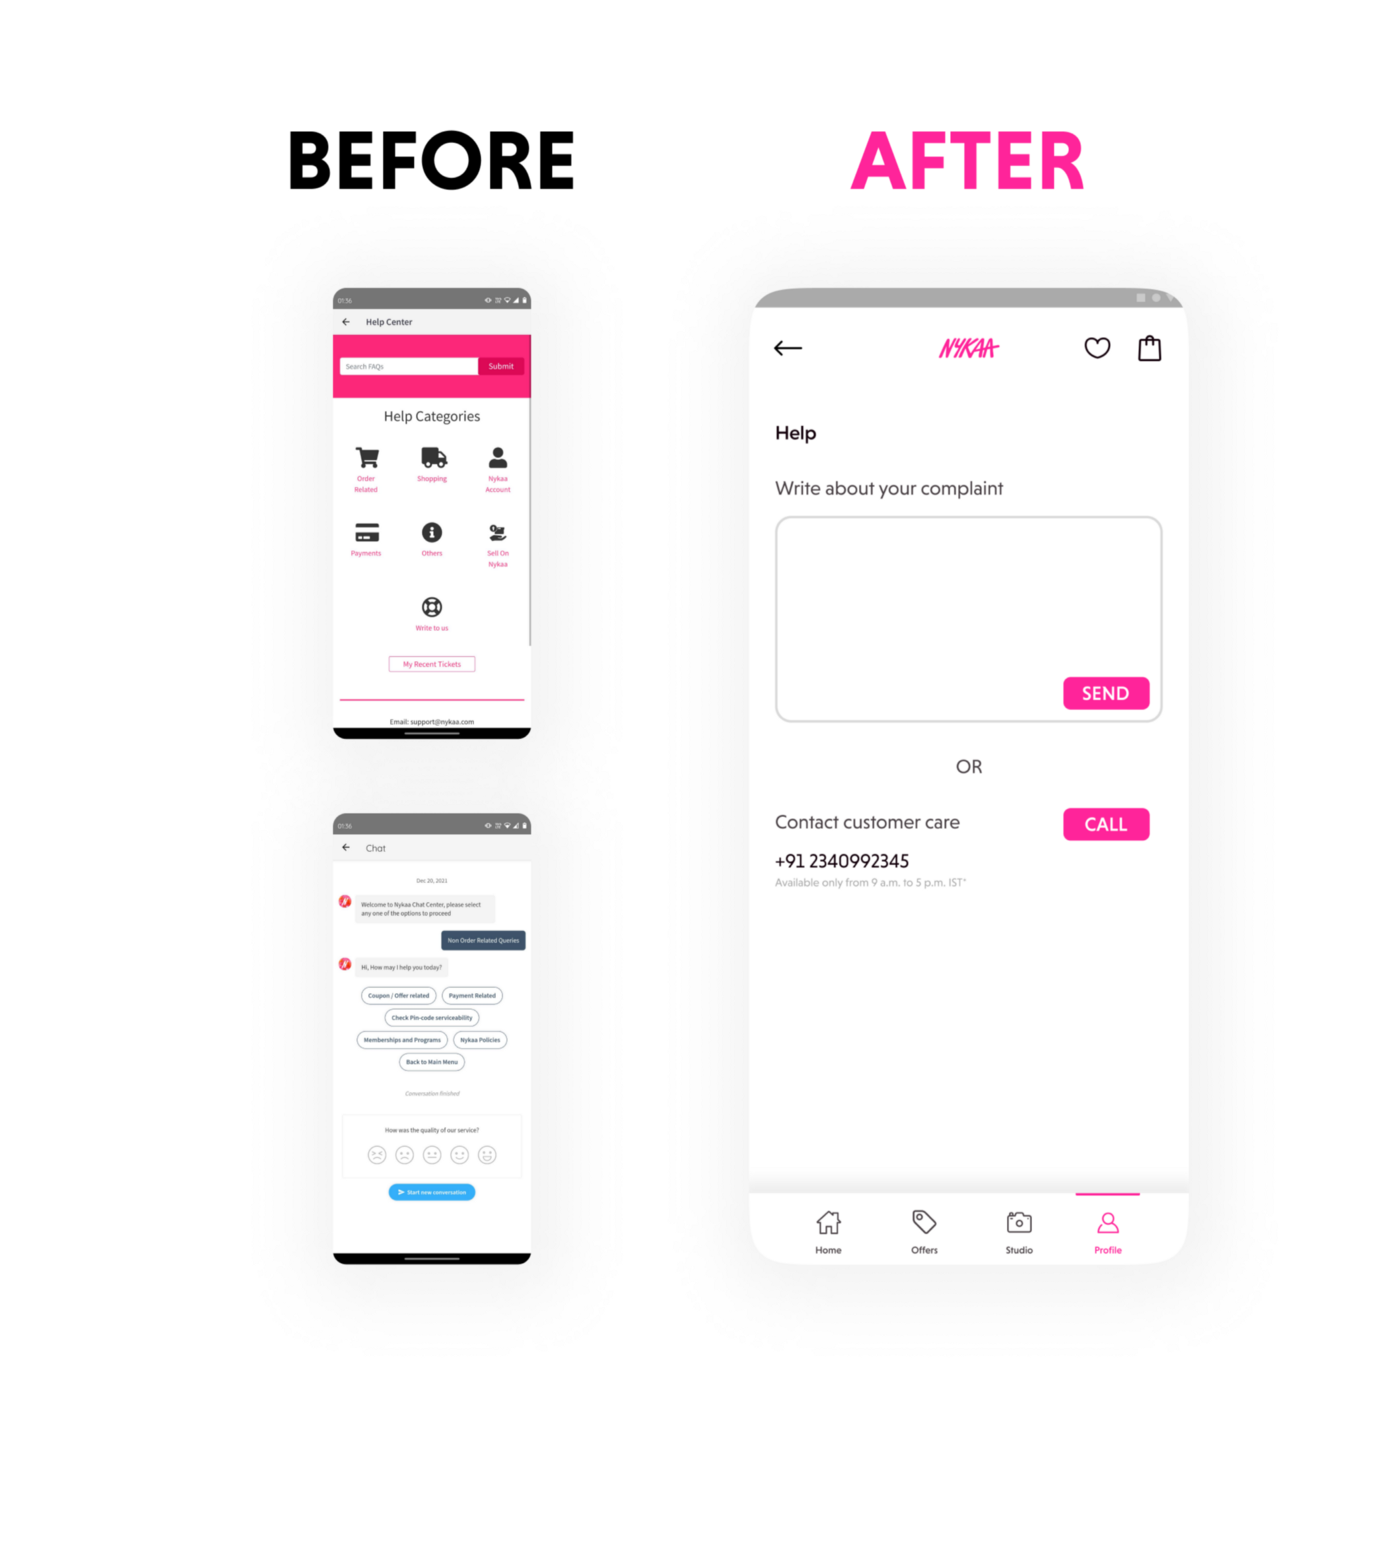 BEFORE
AFTER
01:36
Help Center
Search FAQs
Submit
Help Categories
Order
Related
Shopping
Nykaa
Account
Payments
Others
Sell On
Nykaa
Write to us
My Recent Tickets
Email: support@nykaa.com
01:36
Chat
Dec 20, 2021
Welcome to Nykaa Chat Center, please select
any one of the options to proceed
Non Order Related Queries
Hi, How may I help you today?
Coupon / Offer related
Payment Related
Check Pin-code serviceability
Memberships and Programs
Nykaa Policies
Back to Main Menu
Conversation finished
How was the quality of our service?
Start new conversation
NYKAA
Help
Write about your complaint
SEND
OR
Contact customer care
CALL
+91 2340992345
Available only from 9 a.m. to 5 p.m. IST*
Home
Offers
Studio
Profile